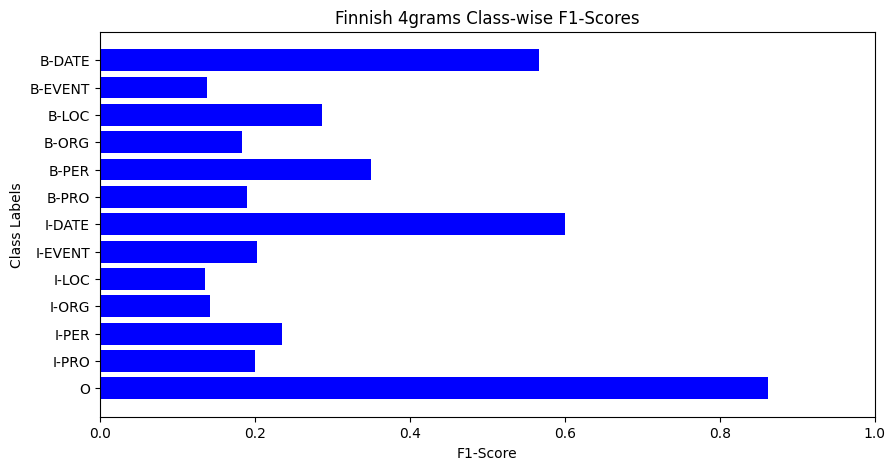 Finnish 4grams Class-wise F1-Scores
Class Labels
B-DATE
B-EVENT
B-LOC
B-ORG
B-PER
B-PRO
I-DATE
I-EVENT
I-LOC
I-ORG
I-PER
I-PRO
O
0.0 0.2 0.4 0.6 0.8 1.0
F1-Score